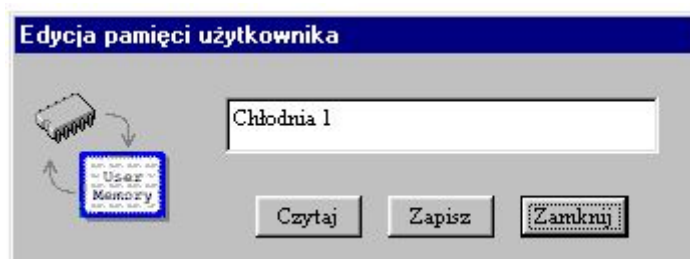 Edycja pamięci użytkownika
Chłodnia 1
User
Memory
Czytaj
Zapisz
Zamknij